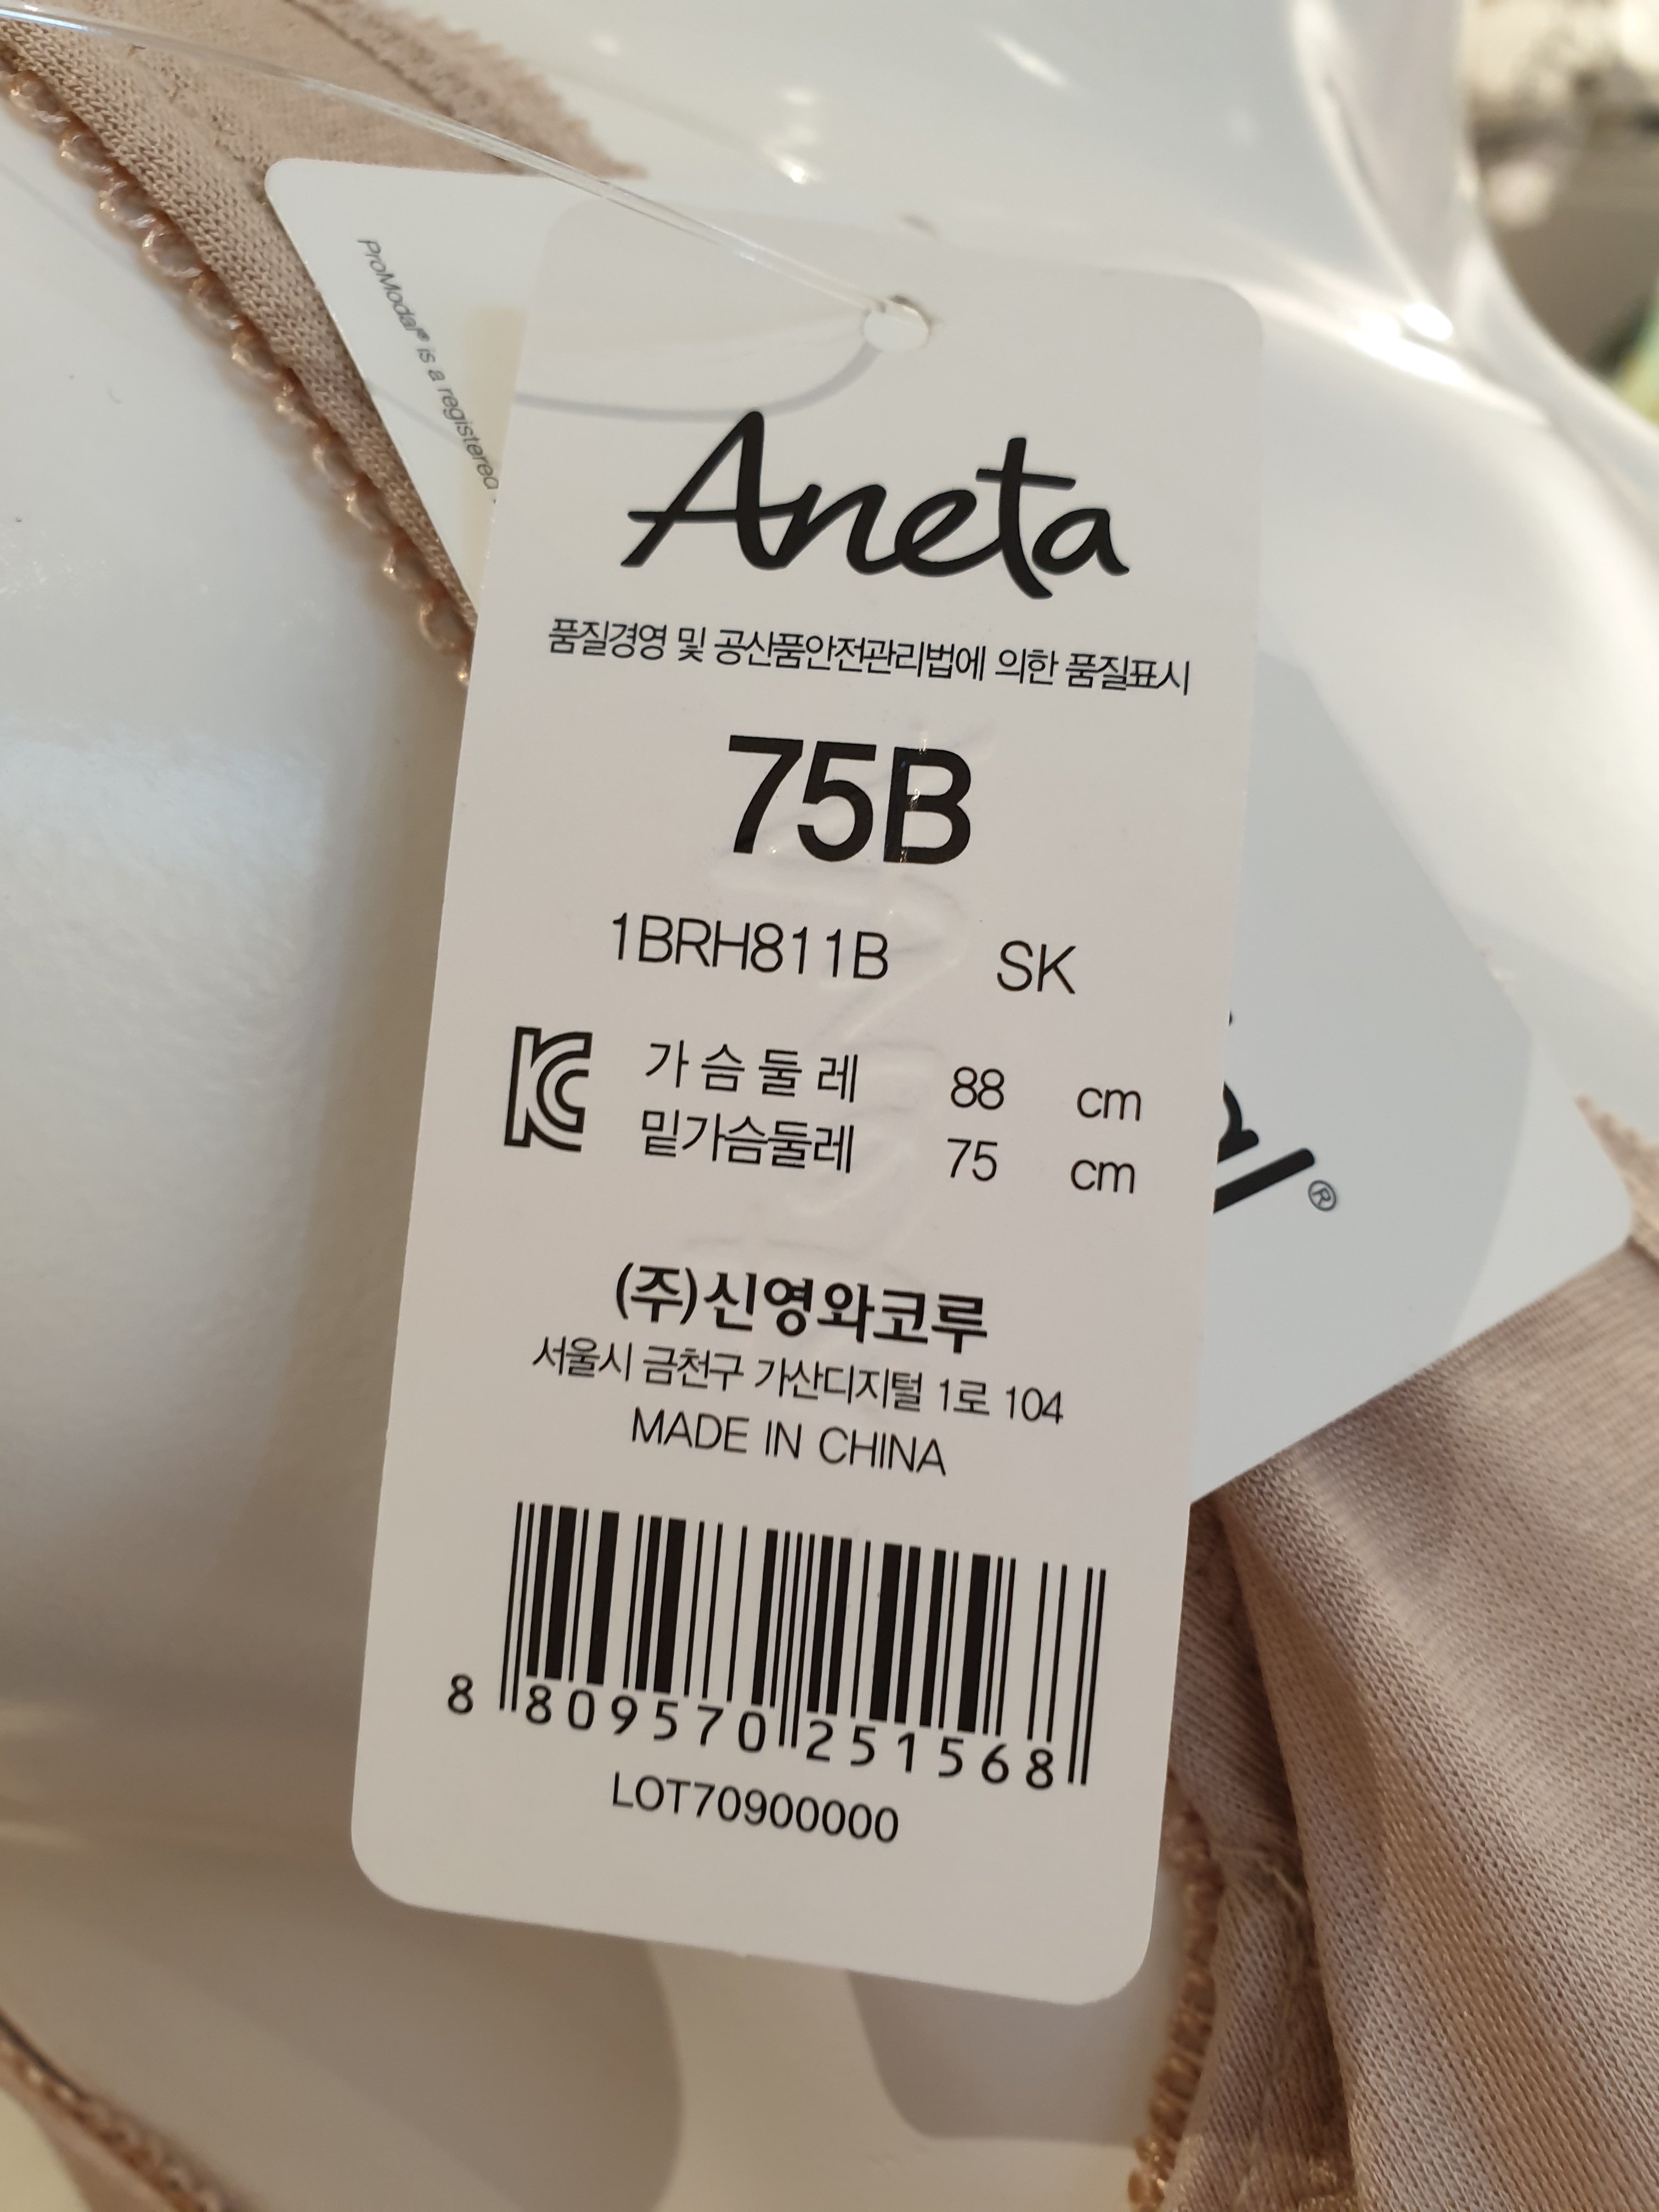 ProModal® is a registered
Aneta
품질경영 및 공산품안전관리법에 의한 품질표시
75B
1BRH811B SK
가슴둘레 88 cm
밑가슴둘레 75 cm
(주)신영와코루
서울시 금천구 가산디지털 1로 104
MADE IN CHINA
8 809570 251568
LOT70900000